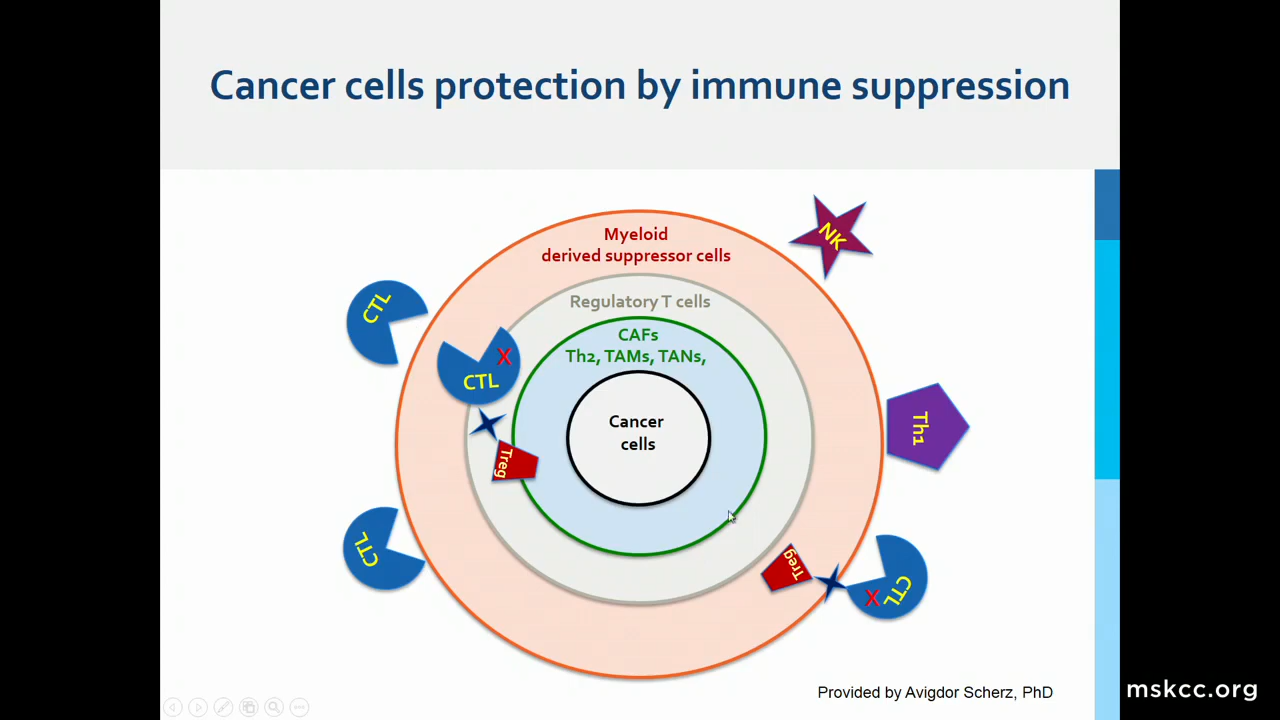 Cancer cells protection by immune suppression
Myeloid
derived suppressor cells
NK
Regulatory T cells
CTL
CAFs
Th2, TAMs, TANs,
X
CTL
Cancer
cells
Th1
Treg
CTL
Treg
X
CTL
Provided by Avigdor Scherz, PhD
mskcc.org